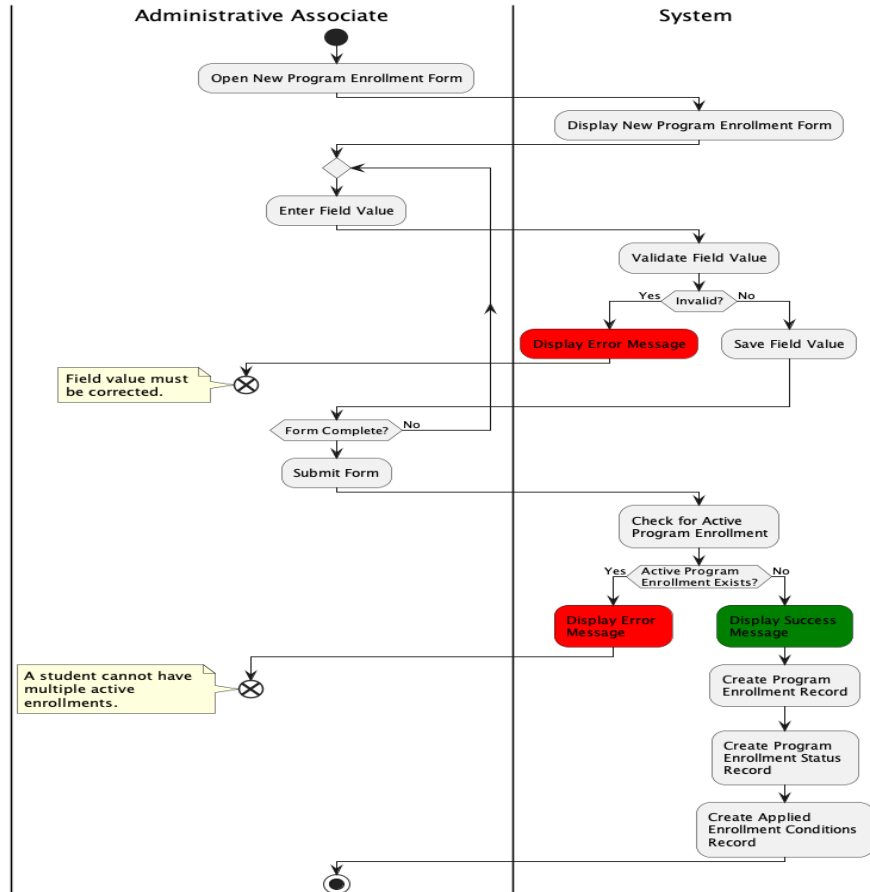 Administrative Associate
System
Open New Program Enrollment Form
Display New Program Enrollment Form
Enter Field Value
Validate Field Value
Yes
Invalid?
No
Display Error Message
Save Field Value
Field value must
be corrected.
Form Complete?
No
Submit Form
Check for Active
Program Enrollment
Yes
Active Program
Enrollment Exists?
No
Display Error
Message
Display Success
Message
A student cannot have
multiple active
enrollments.
Create Program
Enrollment Record
Create Program
Enrollment Status
Record
Create Applied
Enrollment Conditions
Record